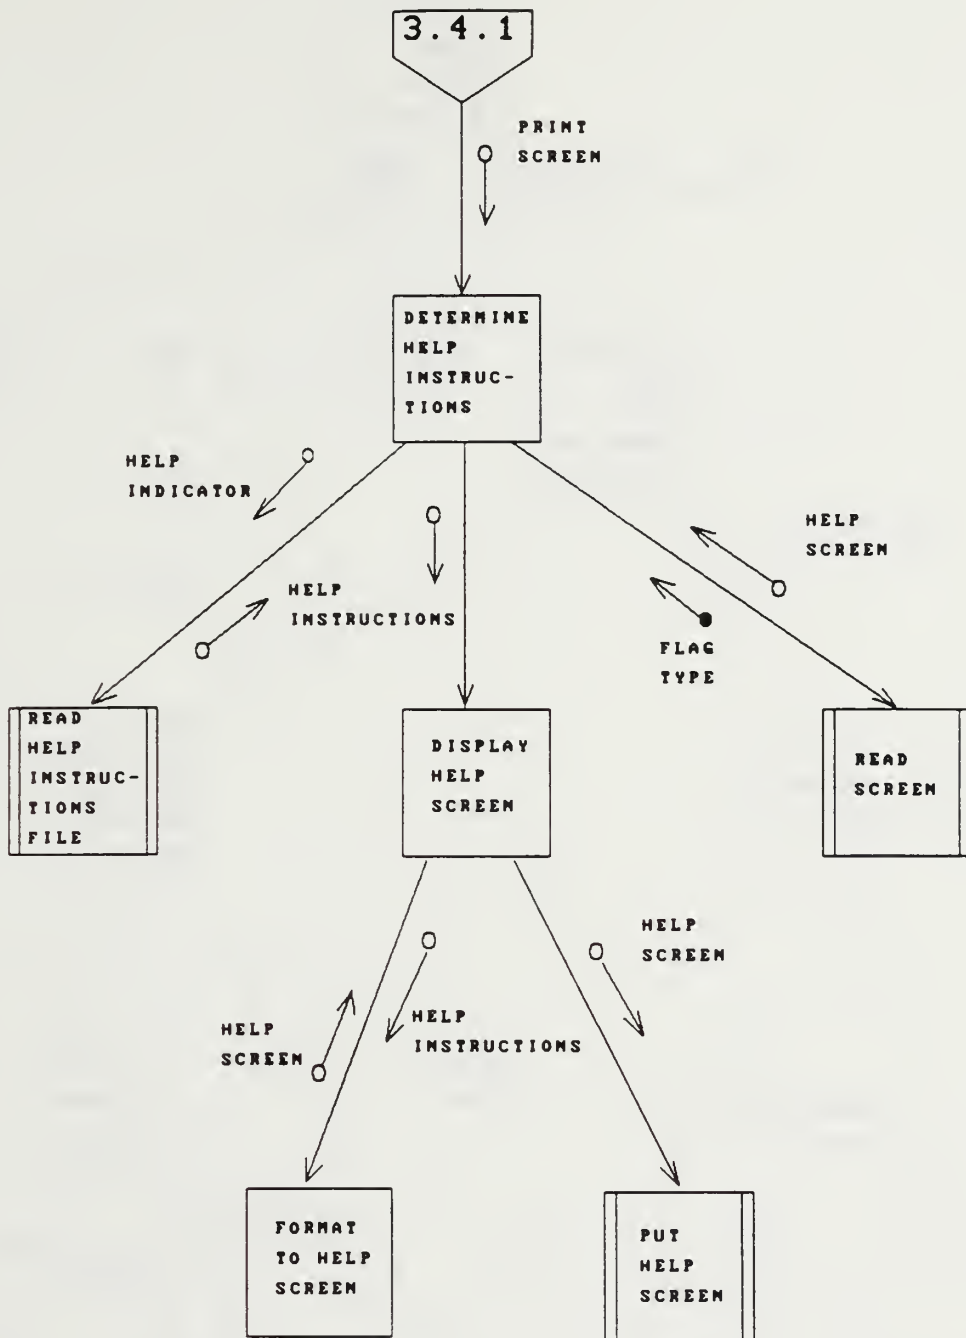 3.4.1
PRINT
SCREEN
DETERMINE
HELP
INSTRUC-
TIONS
HELP
INDICATOR
HELP
INSTRUCTIONS
HELP
SCREEN
FLAG
TYPE
READ
HELP
INSTRUC-
TIONS
FILE
DISPLAY
HELP
SCREEN
READ
SCREEN
HELP
SCREEN
HELP
INSTRUCTIONS
HELP
SCREEN
FORMAT
TO HELP
SCREEN
PUT
HELP
SCREEN